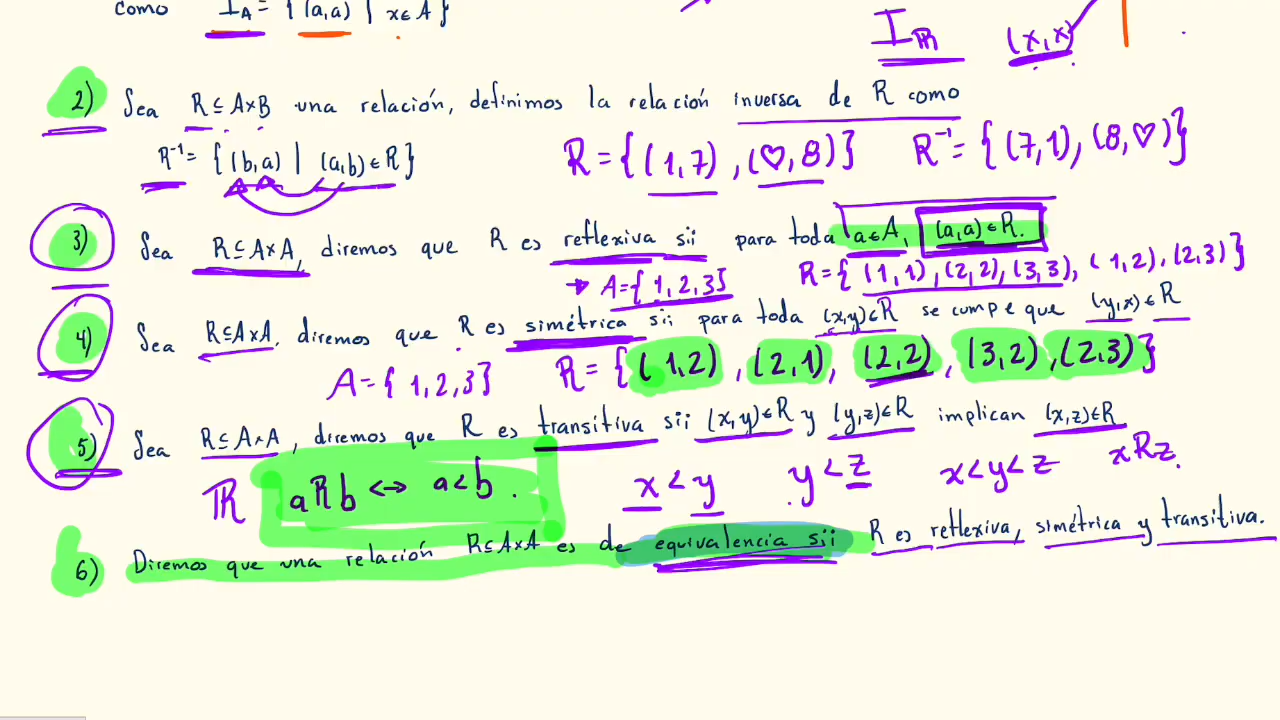 como I_A = { (a,a) | x∈A }
I_ℝ (x,x)
2) Sea R⊆A×B una relación, definimos la relación inversa de R como
R⁻¹= { (b,a) | (a,b)∈R } R={ (1,7) , (♡,8) } R⁻¹={ (7,1) , (8,♡) }
3) Sea R⊆A×A, diremos que R es reflexiva sii para toda a∈A, (a,a)∈R.
→ A={ 1,2,3} R={ (1,1) , (2,2) , (3,3) , (1,2) , (2,3) }
4) Sea R⊆A×A, diremos que R es simétrica sii para toda (x,y)∈R se cumpe que (y,x)∈R
A={ 1,2,3} R={ (1,2) , (2,1) , (2,2) , (3,2) , (2,3) }
5) Sea R⊆A×A, diremos que R es transitiva sii (x,y)∈R y (y,z)∈R implican (x,z)∈R
ℝ aRb ↔ a<b . x<y y<z x<y<z xRz.
6) Diremos que una relación R⊆A×A es de equivalencia sii R es reflexiva, simétrica y transitiva.